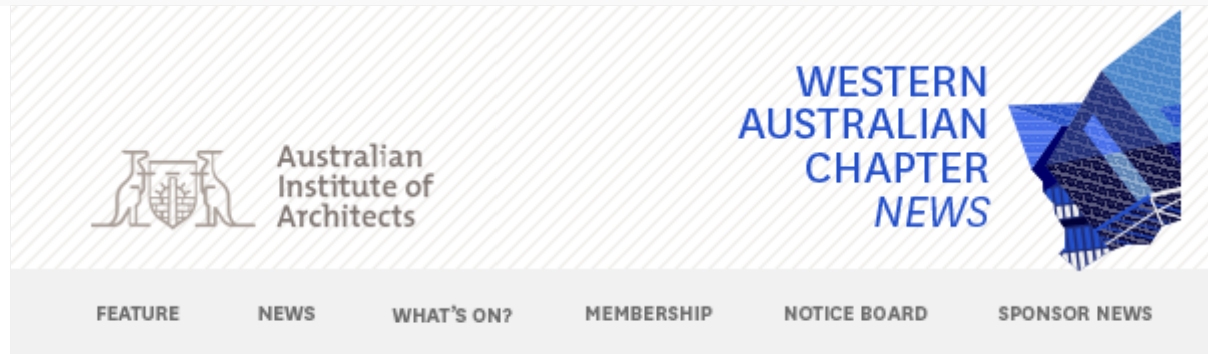 WESTERN
AUSTRALIAN
CHAPTER
NEWS
Australian
Institute of
Architects
FEATURE NEWS WHAT'S ON? MEMBERSHIP NOTICE BOARD SPONSOR NEWS